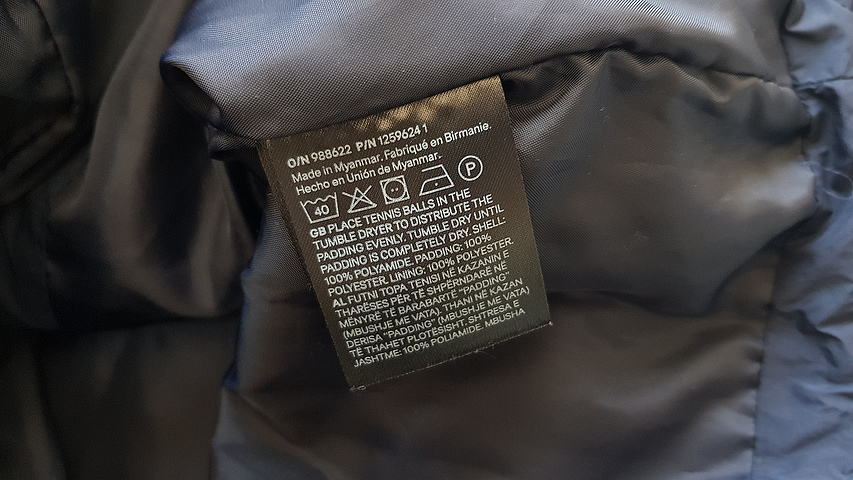 O/N 988622 P/N 1259624 1
Made in Myanmar. Fabriqué en Birmanie.
Hecho en Unión de Myanmar.
40 P
GB PLACE TENNIS BALLS IN THE
TUMBLE DRYER TO DISTRIBUTE THE
PADDING EVENLY. TUMBLE DRY UNTIL
PADDING IS COMPLETELY DRY. SHELL:
100% POLYAMIDE. PADDING: 100%
POLYESTER. LINING: 100% POLYESTER.
AL FUTNI TOPA TENISI NË KAZANIN E
THARËSES PËR TË SHPËRNDARË NË
MËNYRË TË BARABARTË "PADDING"
(MBUSHJE ME VATA), THANI NË KAZAN
DERISA "PADDING" (MBUSHJE ME VATA)
TË THAHET PLOTËSISHT. SHTRESA E
JASHTME: 100% POLIAMIDE. MBUSHA